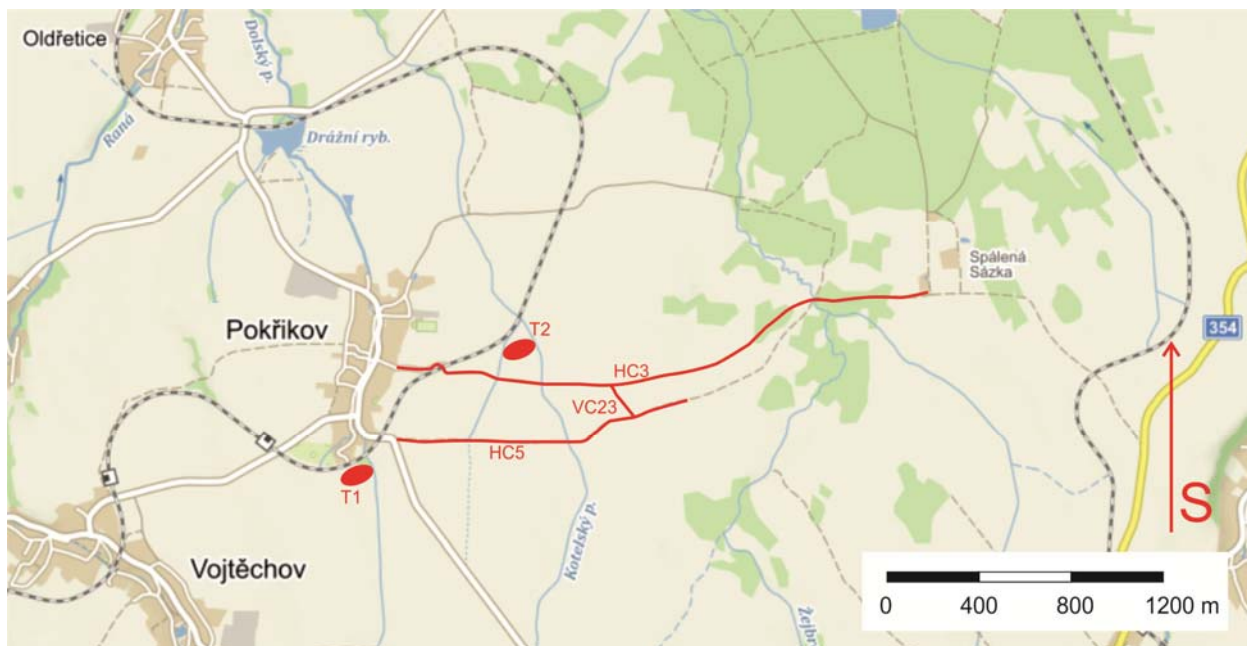 Oldřetice
Dolský p.
Raná
Drážní ryb.
Spálená
Sázka
Pokřikov
354
T2
HC3
VC23
HC5
T1
S
Kotelský p.
Vojtěchov
0 400 800 1200 m